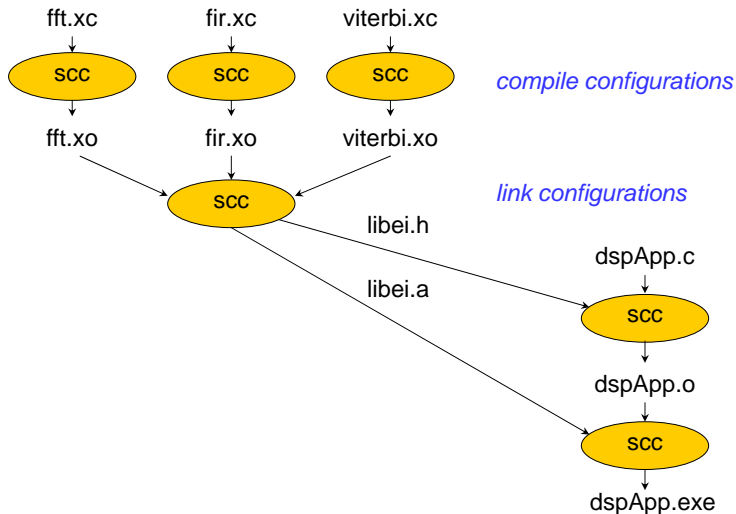 fft.xc
fir.xc
viterbi.xc
scc
scc
scc
compile configurations
fft.xo
fir.xo
viterbi.xo
scc
link configurations
libei.h
dspApp.c
libei.a
scc
dspApp.o
scc
dspApp.exe